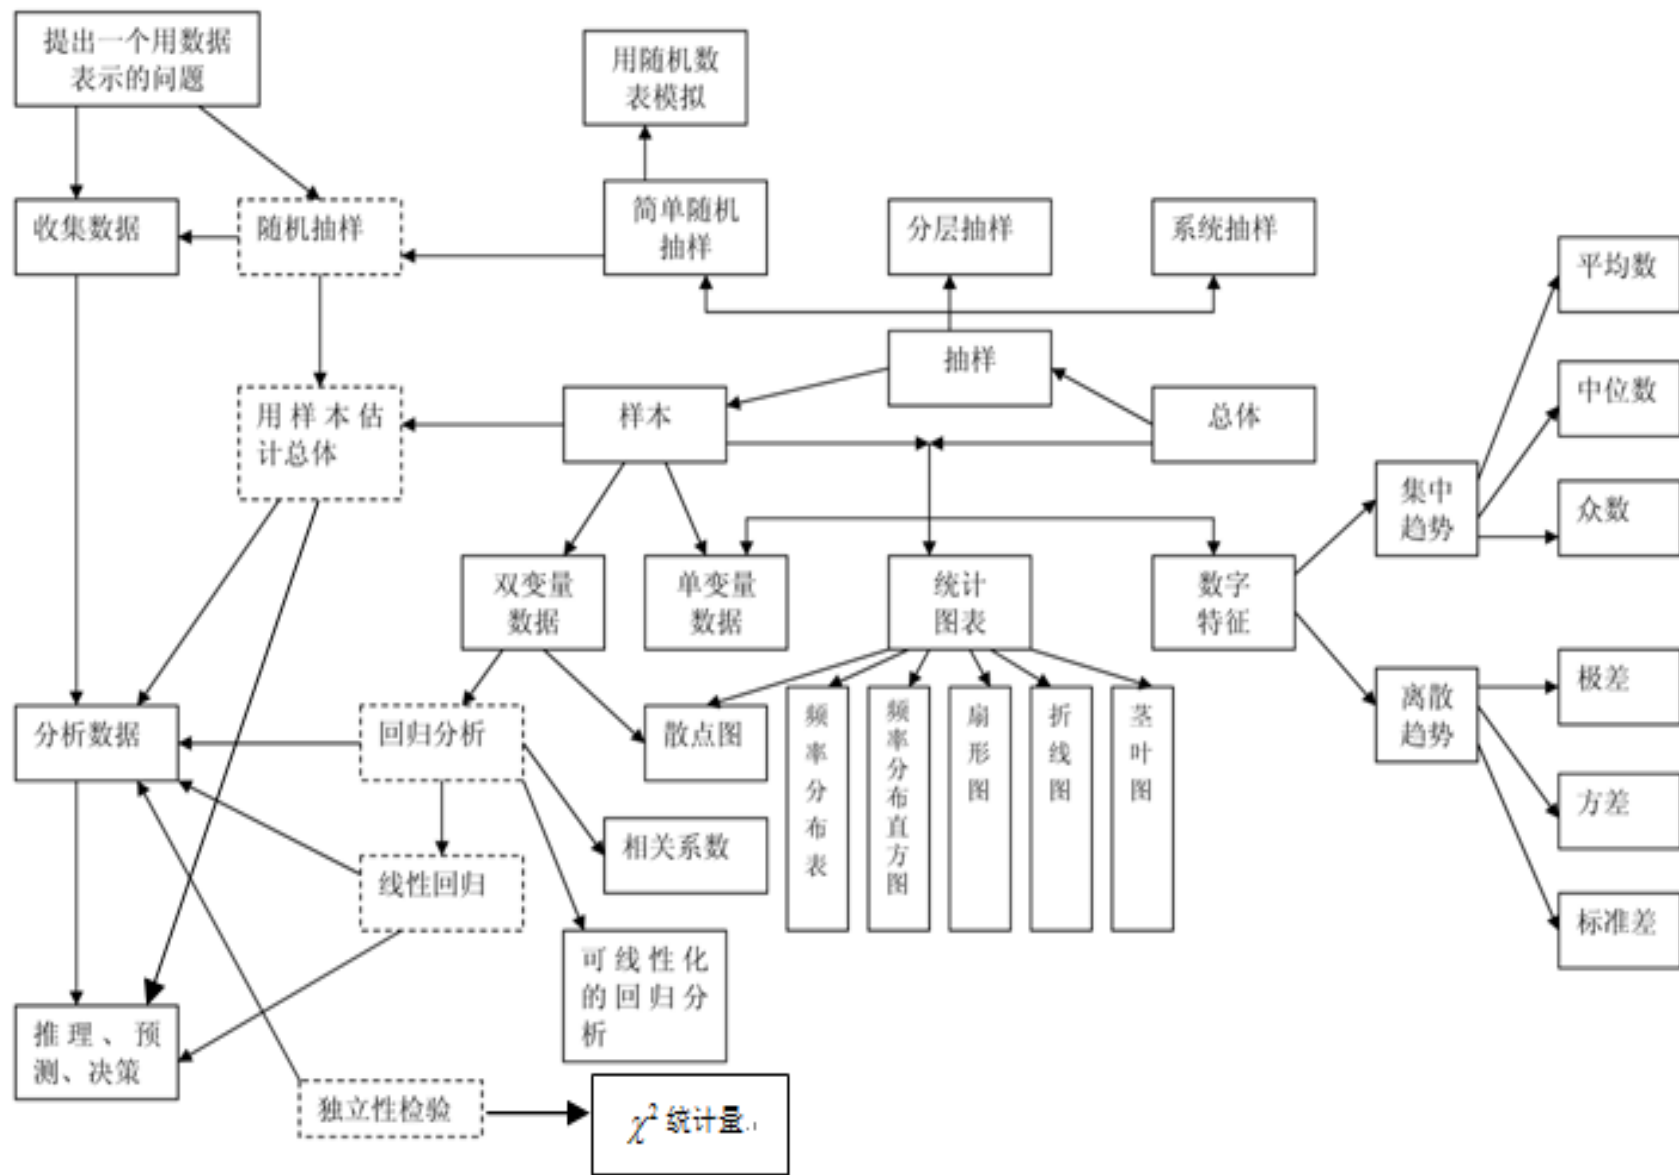 提出一个用数据
表示的问题
用随机数
表模拟
收集数据
随机抽样
简单随机
抽样
分层抽样
系统抽样
平均数
抽样
用样本估
计总体
样本
总体
中位数
集中
趋势
众数
双变量
数据
单变量
数据
统计
图表
数字
特征
分析数据
回归分析
散点图
频率分布表
频率分布直方图
扇形图
折线图
茎叶图
离散
趋势
极差
相关系数
方差
线性回归
标准差
可线性化
的回归分
析
推理、预
测、决策
独立性检验
χ² 统计量.